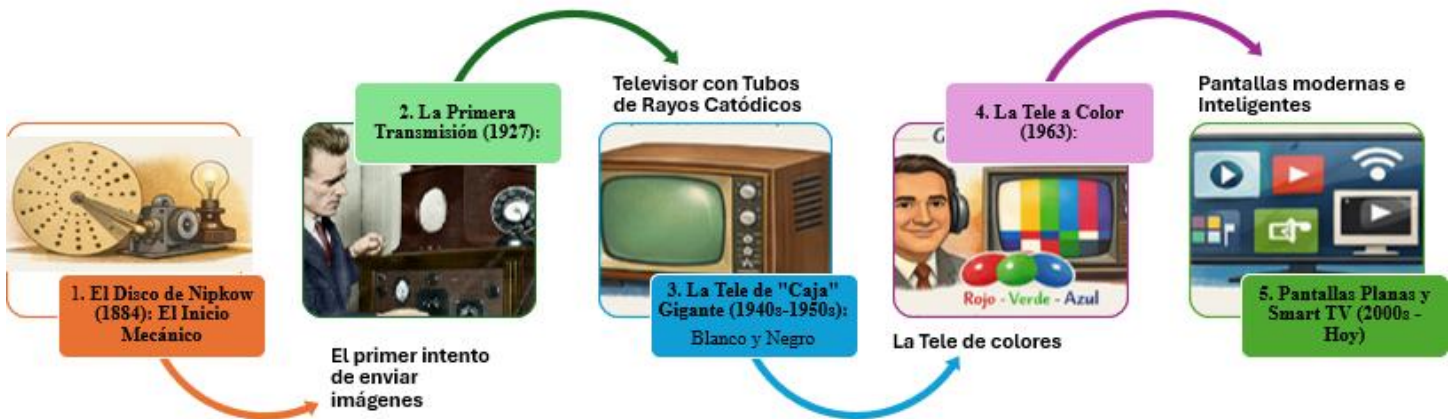 1. El Disco de Nipkow
(1884): El Inicio
Mecánico
El primer intento
de enviar
imágenes
2. La Primera
Transmisión (1927):
Televisor con Tubos
de Rayos Catódicos
3. La Tele de "Caja"
Gigante (1940s-1950s):
Blanco y Negro
La Tele de colores
4. La Tele a Color
(1963):
G
Rojo - Verde - Azul
Pantallas modernas e
Inteligentes
5. Pantallas Planas y
Smart TV (2000s -
Hoy)